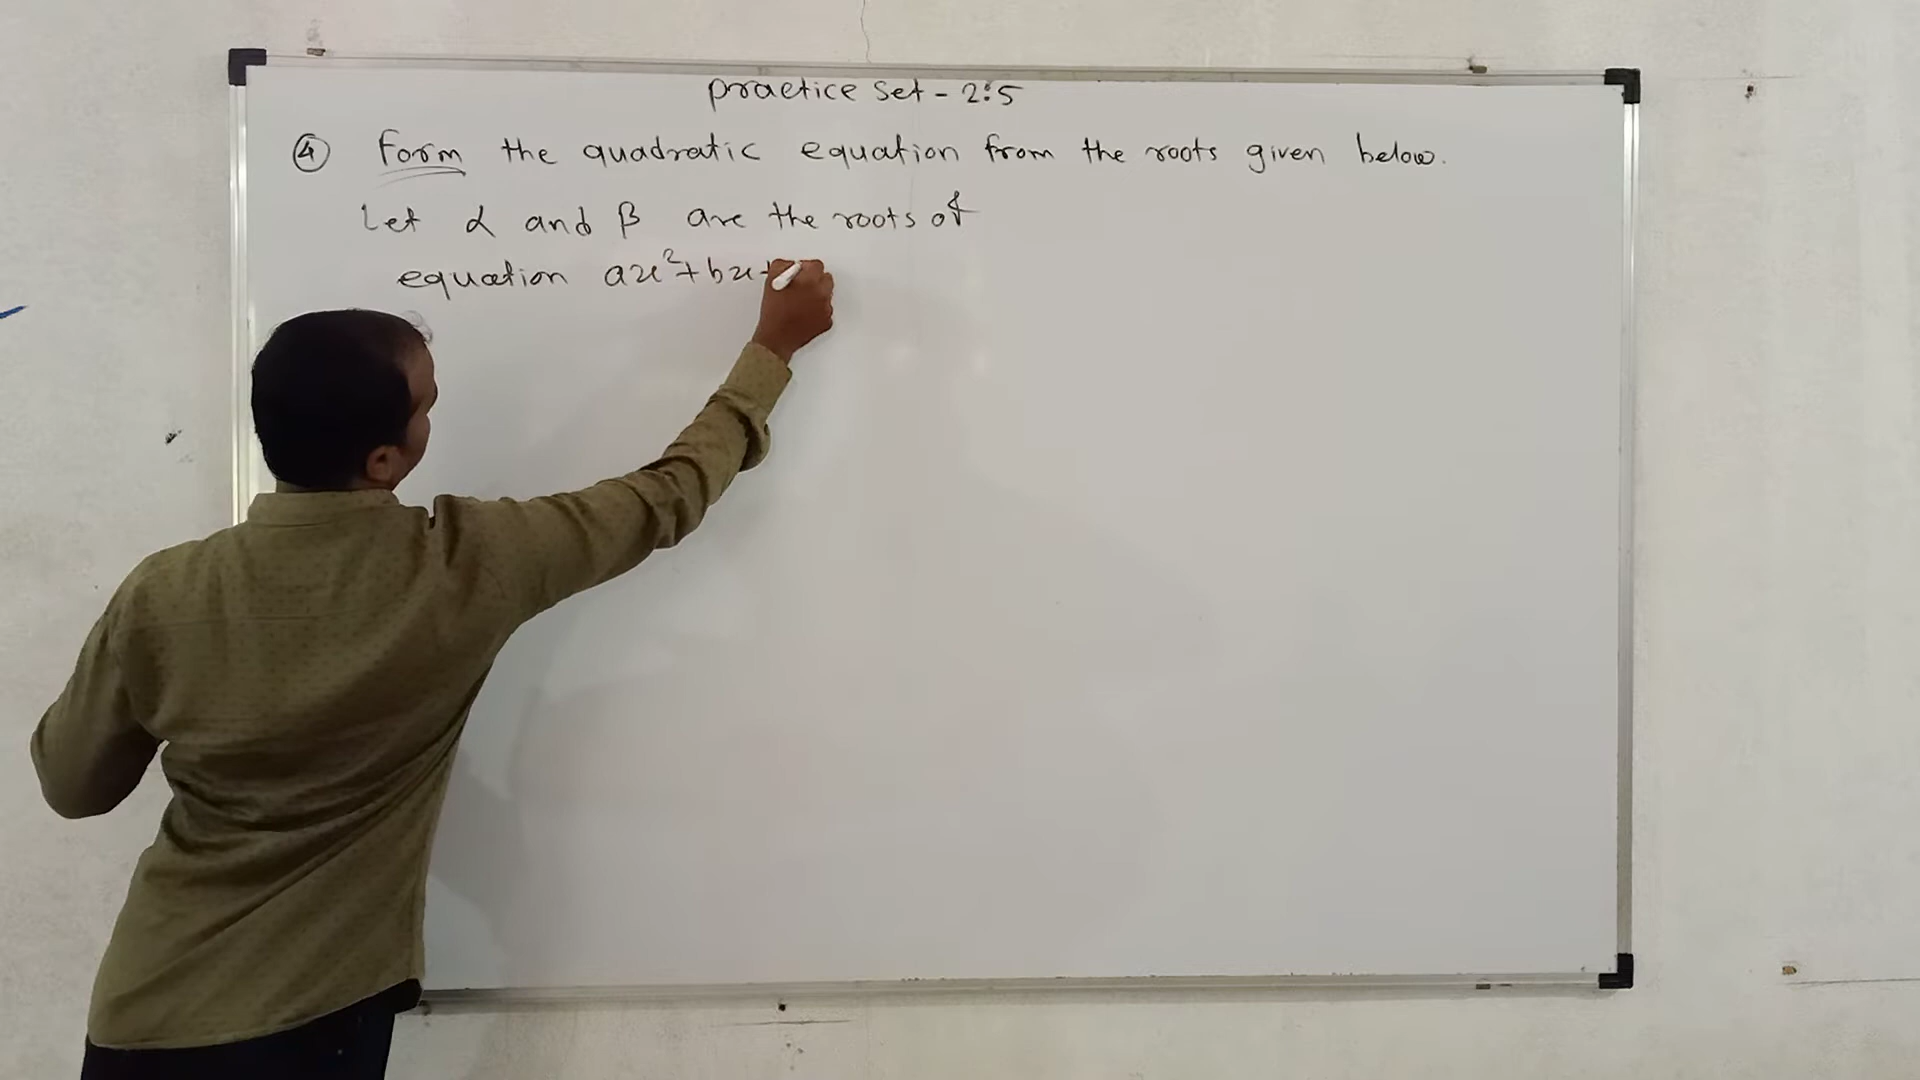 practice set - 2:5
④ Form the quadratic equation from the roots given below.
Let α and β are the roots of
equation ax²+bx+